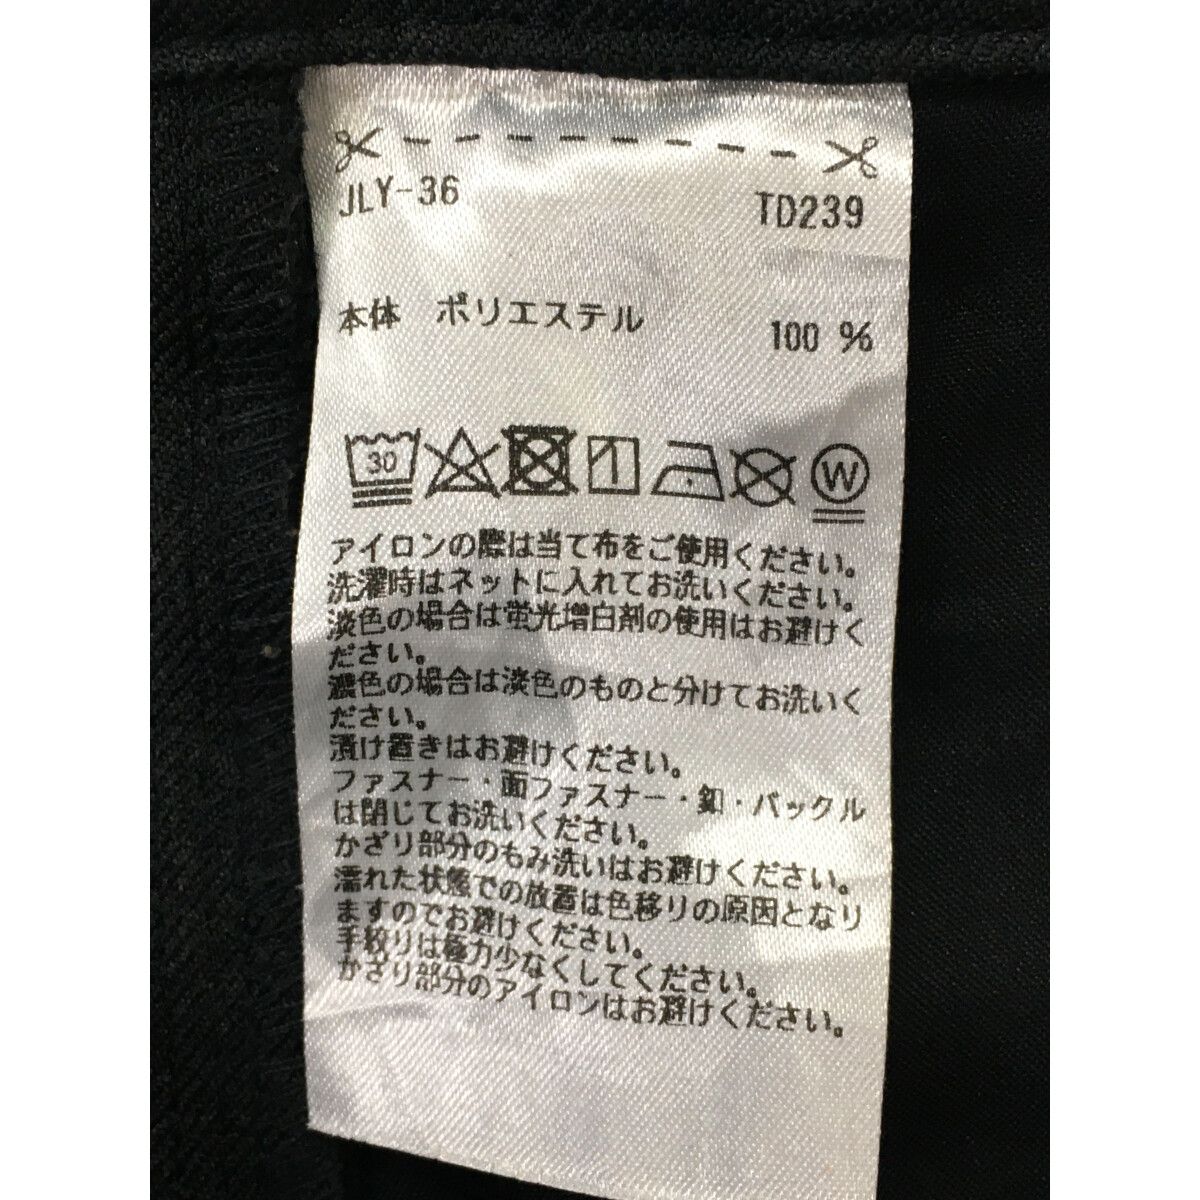 JLY-36 TD239
本体 ポリエステル 100 %
30 W
アイロンの際は当て布をご使用ください。
洗濯時はネットに入れてお洗いください。
淡色の場合は蛍光増白剤の使用はお避けく
ださい。
濃色の場合は淡色のものと分けてお洗いく
ださい。
漬け置きはお避けください。
ファスナー・面ファスナー・釦・バックル
は閉じてお洗いください。
かざり部分のもみ洗いはお避けください。
濡れた状態での放置は色移りの原因となり
ますのでお避けください。
手絞りは極力少なくしてください。
かざり部分のアイロンはお避けください。